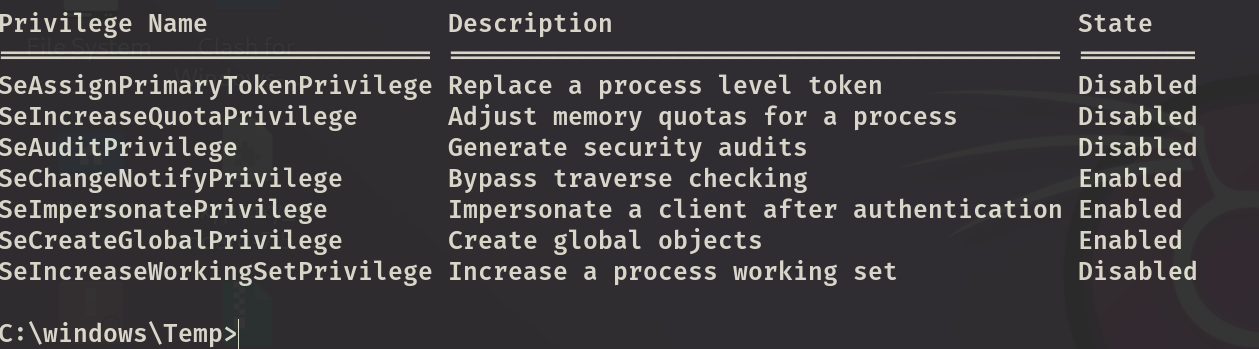 Privilege Name Description State
SeAssignPrimaryTokenPrivilege Replace a process level token Disabled
SeIncreaseQuotaPrivilege Adjust memory quotas for a process Disabled
SeAuditPrivilege Generate security audits Disabled
SeChangeNotifyPrivilege Bypass traverse checking Enabled
SeImpersonatePrivilege Impersonate a client after authentication Enabled
SeCreateGlobalPrivilege Create global objects Enabled
SeIncreaseWorkingSetPrivilege Increase a process working set Disabled
C:\windows\Temp>